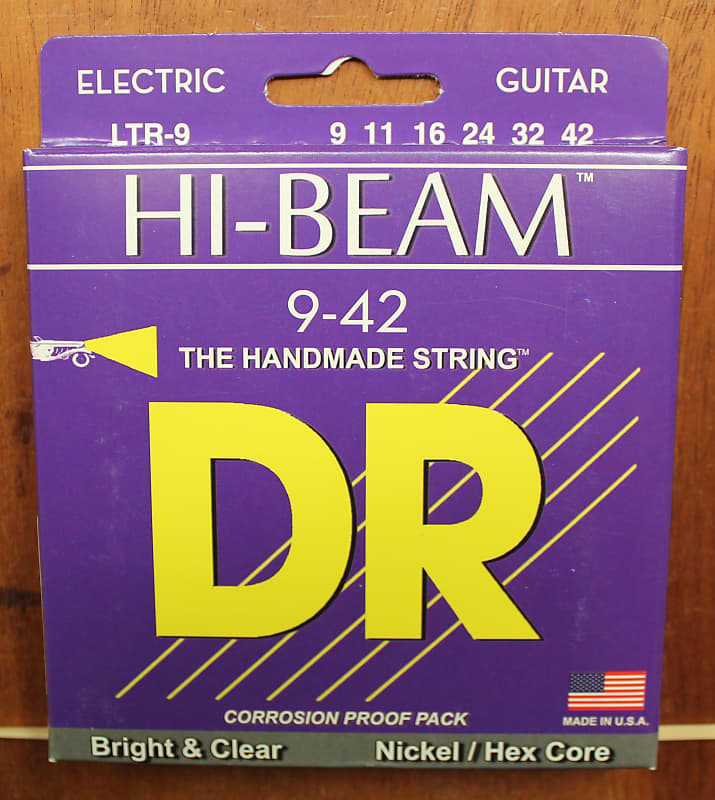 ELECTRIC GUITAR
LTR-9 9 11 16 24 32 42
HI-BEAM™
9-42
THE HANDMADE STRING™
DR
CORROSION PROOF PACK
MADE IN U.S.A.
Bright & Clear Nickel / Hex Core